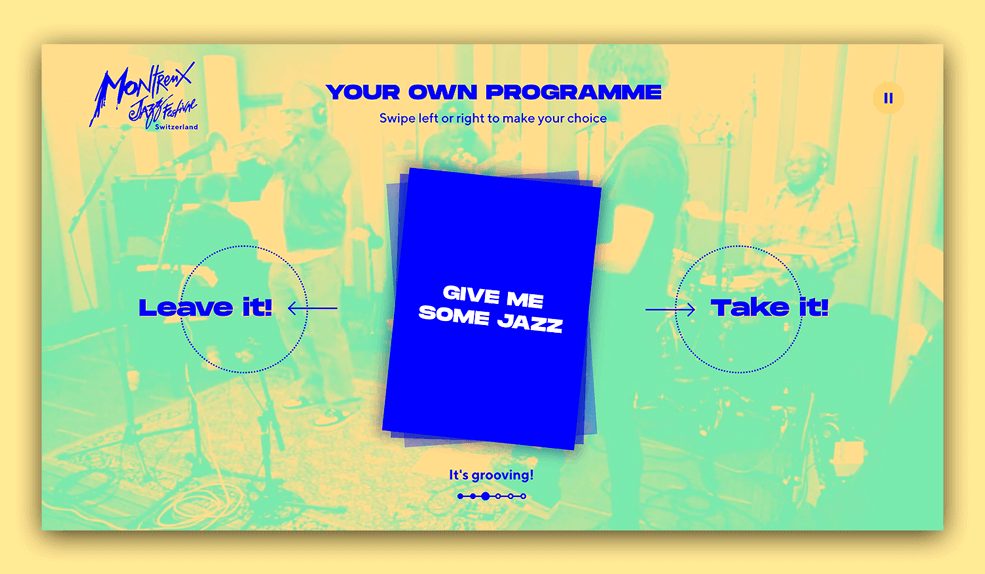 Montreux
Jazz Festival
Switzerland
YOUR OWN PROGRAMME
Swipe left or right to make your choice
Leave it!
GIVE ME
SOME JAZZ
Take it!
It's grooving!